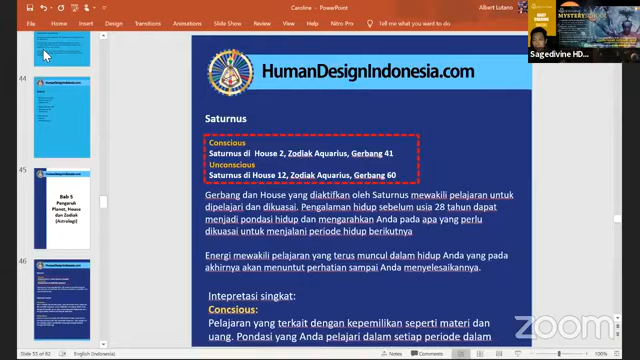 Caroline - PowerPoint
Albert Lutano
File
Home
Insert
Design
Transitions
Animations
Slide Show
Review
View
Help
Nitro Pro
Tell me what you want to do
MYSTERY
Sagedivine HD...
44
45
Bab 5
Pengaruh
Planet, House
dan Zodiak
(Astrologi)
46
HumanDesignIndonesia.com
Saturnus
Conscious
Saturnus di House 2, Zodiak Aquarius, Gerbang 41
Unconscious
Saturnus di House 12, Zodiak Aquarius, Gerbang 60
Gerbang dan House yang diaktifkan oleh Saturnus mewakili pelajaran untuk
dipelajari dan dikuasai. Pengalaman hidup sebelum usia 28 tahun dapat
menjadi pondasi hidup dan mengarahkan Anda pada apa yang perlu
dikuasai untuk menjalani periode hidup berikutnya
Energi mewakili pelajaran yang terus muncul dalam hidup Anda yang pada
akhirnya akan menuntut perhatian sampai Anda menyelesaikannya.
Intepretasi singkat:
Concsious:
Pelajaran yang terkait dengan kepemilikan seperti materi dan
uang. Pondasi yang Anda pelajari dalam setiap periode dalam
zoom
Slide 55 of 82
English (Indonesia)
Notes
Comments
100%